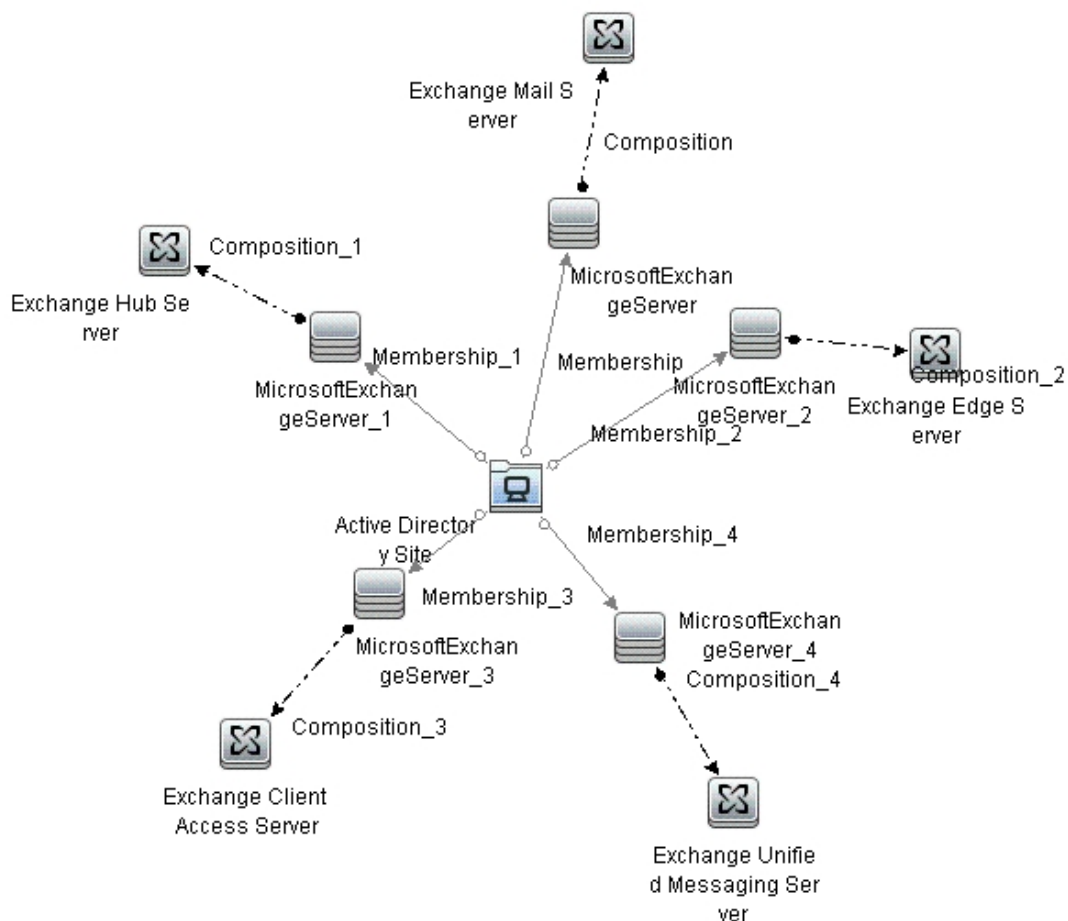 Exchange Mail S
erver
Composition
Composition_1
Exchange Hub Se
rver
MicrosoftExchan
geServer
Membership_1
Membership
MicrosoftExchan
geServer_1
MicrosoftExchan
geServer_2
Composition_2
Exchange Edge S
erver
Membership_2
Active Director
y Site
Membership_4
Membership_3
MicrosoftExchan
geServer_3
MicrosoftExchan
geServer_4
Composition_4
Composition_3
Exchange Client
Access Server
Exchange Unifie
d Messaging Ser
ver